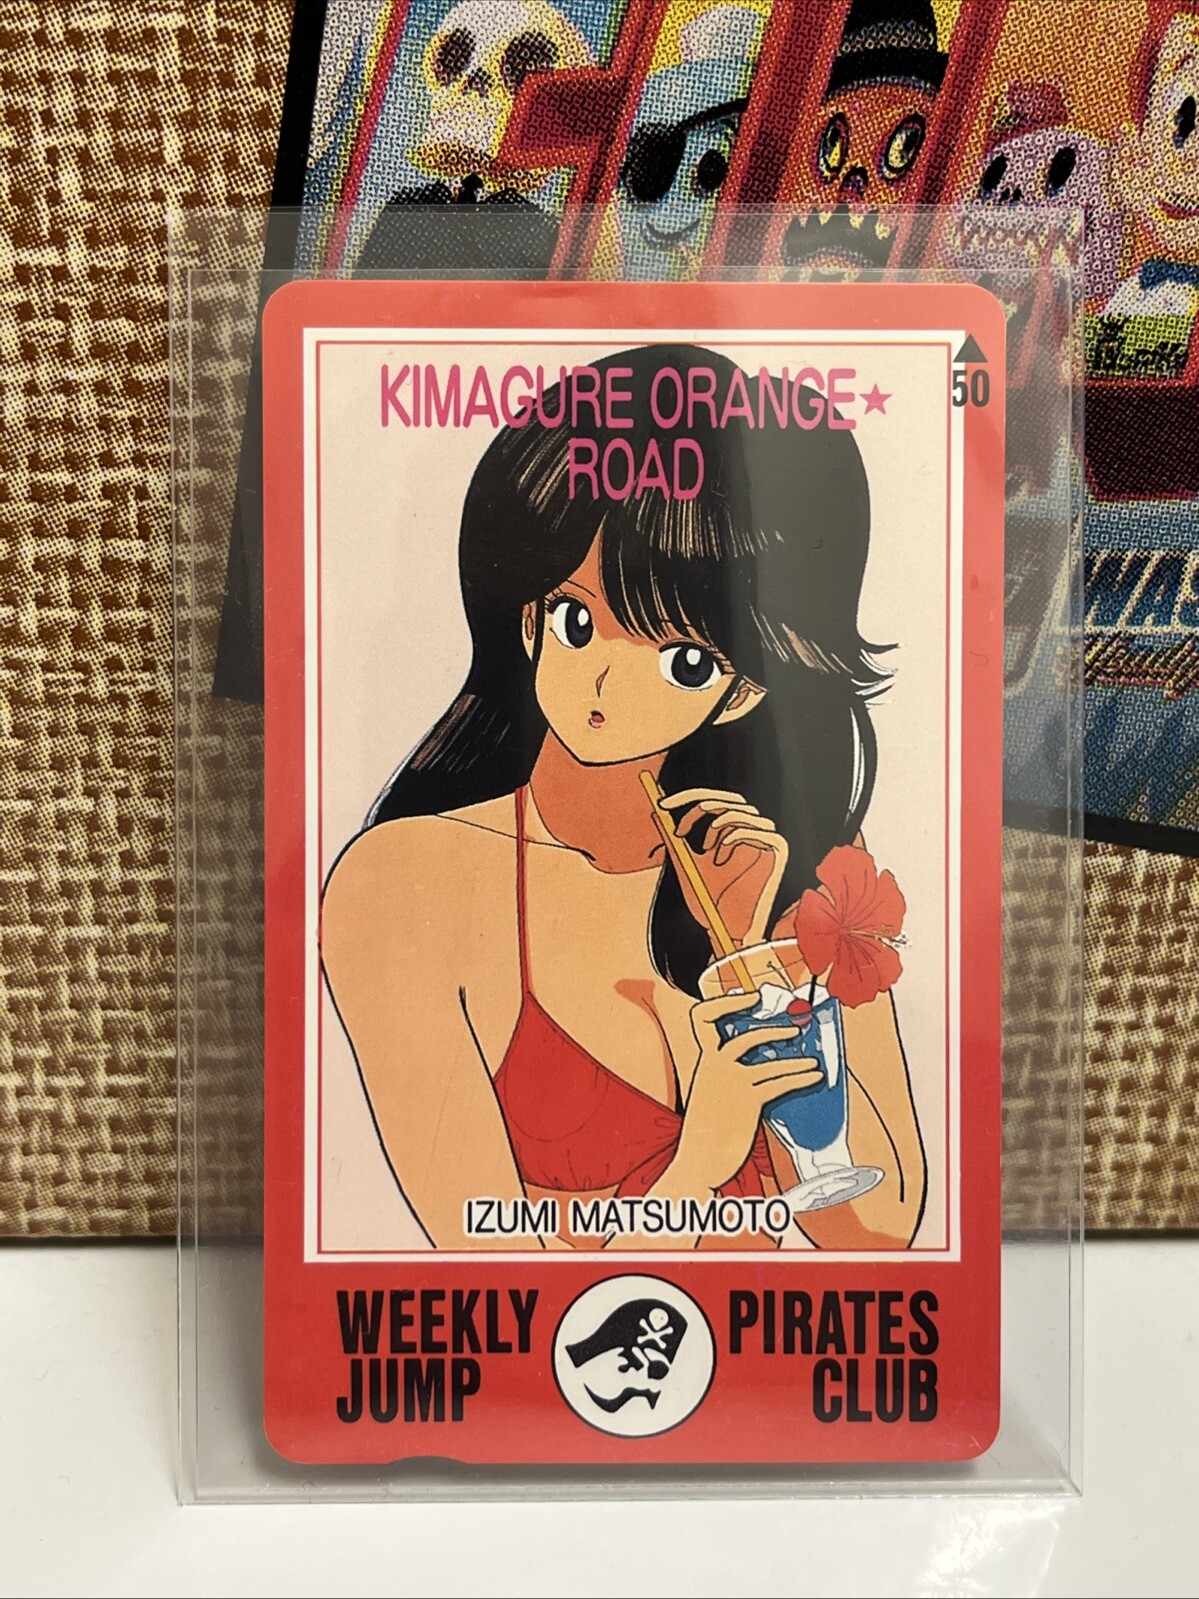 KIMAGURE ORANGE★
ROAD
▲
50
IZUMI MATSUMOTO
WEEKLY
JUMP
PIRATES
CLUB